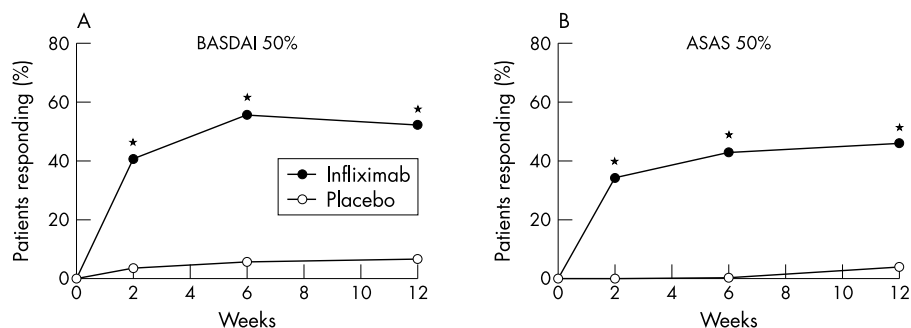 A
BASDAI 50%
Patients responding (%)
80
60
40
20
0
0 2 4 6 8 10 12
Weeks
Infliximab
Placebo
B
ASAS 50%
Patients responding (%)
80
60
40
20
0
0 2 4 6 8 10 12
Weeks